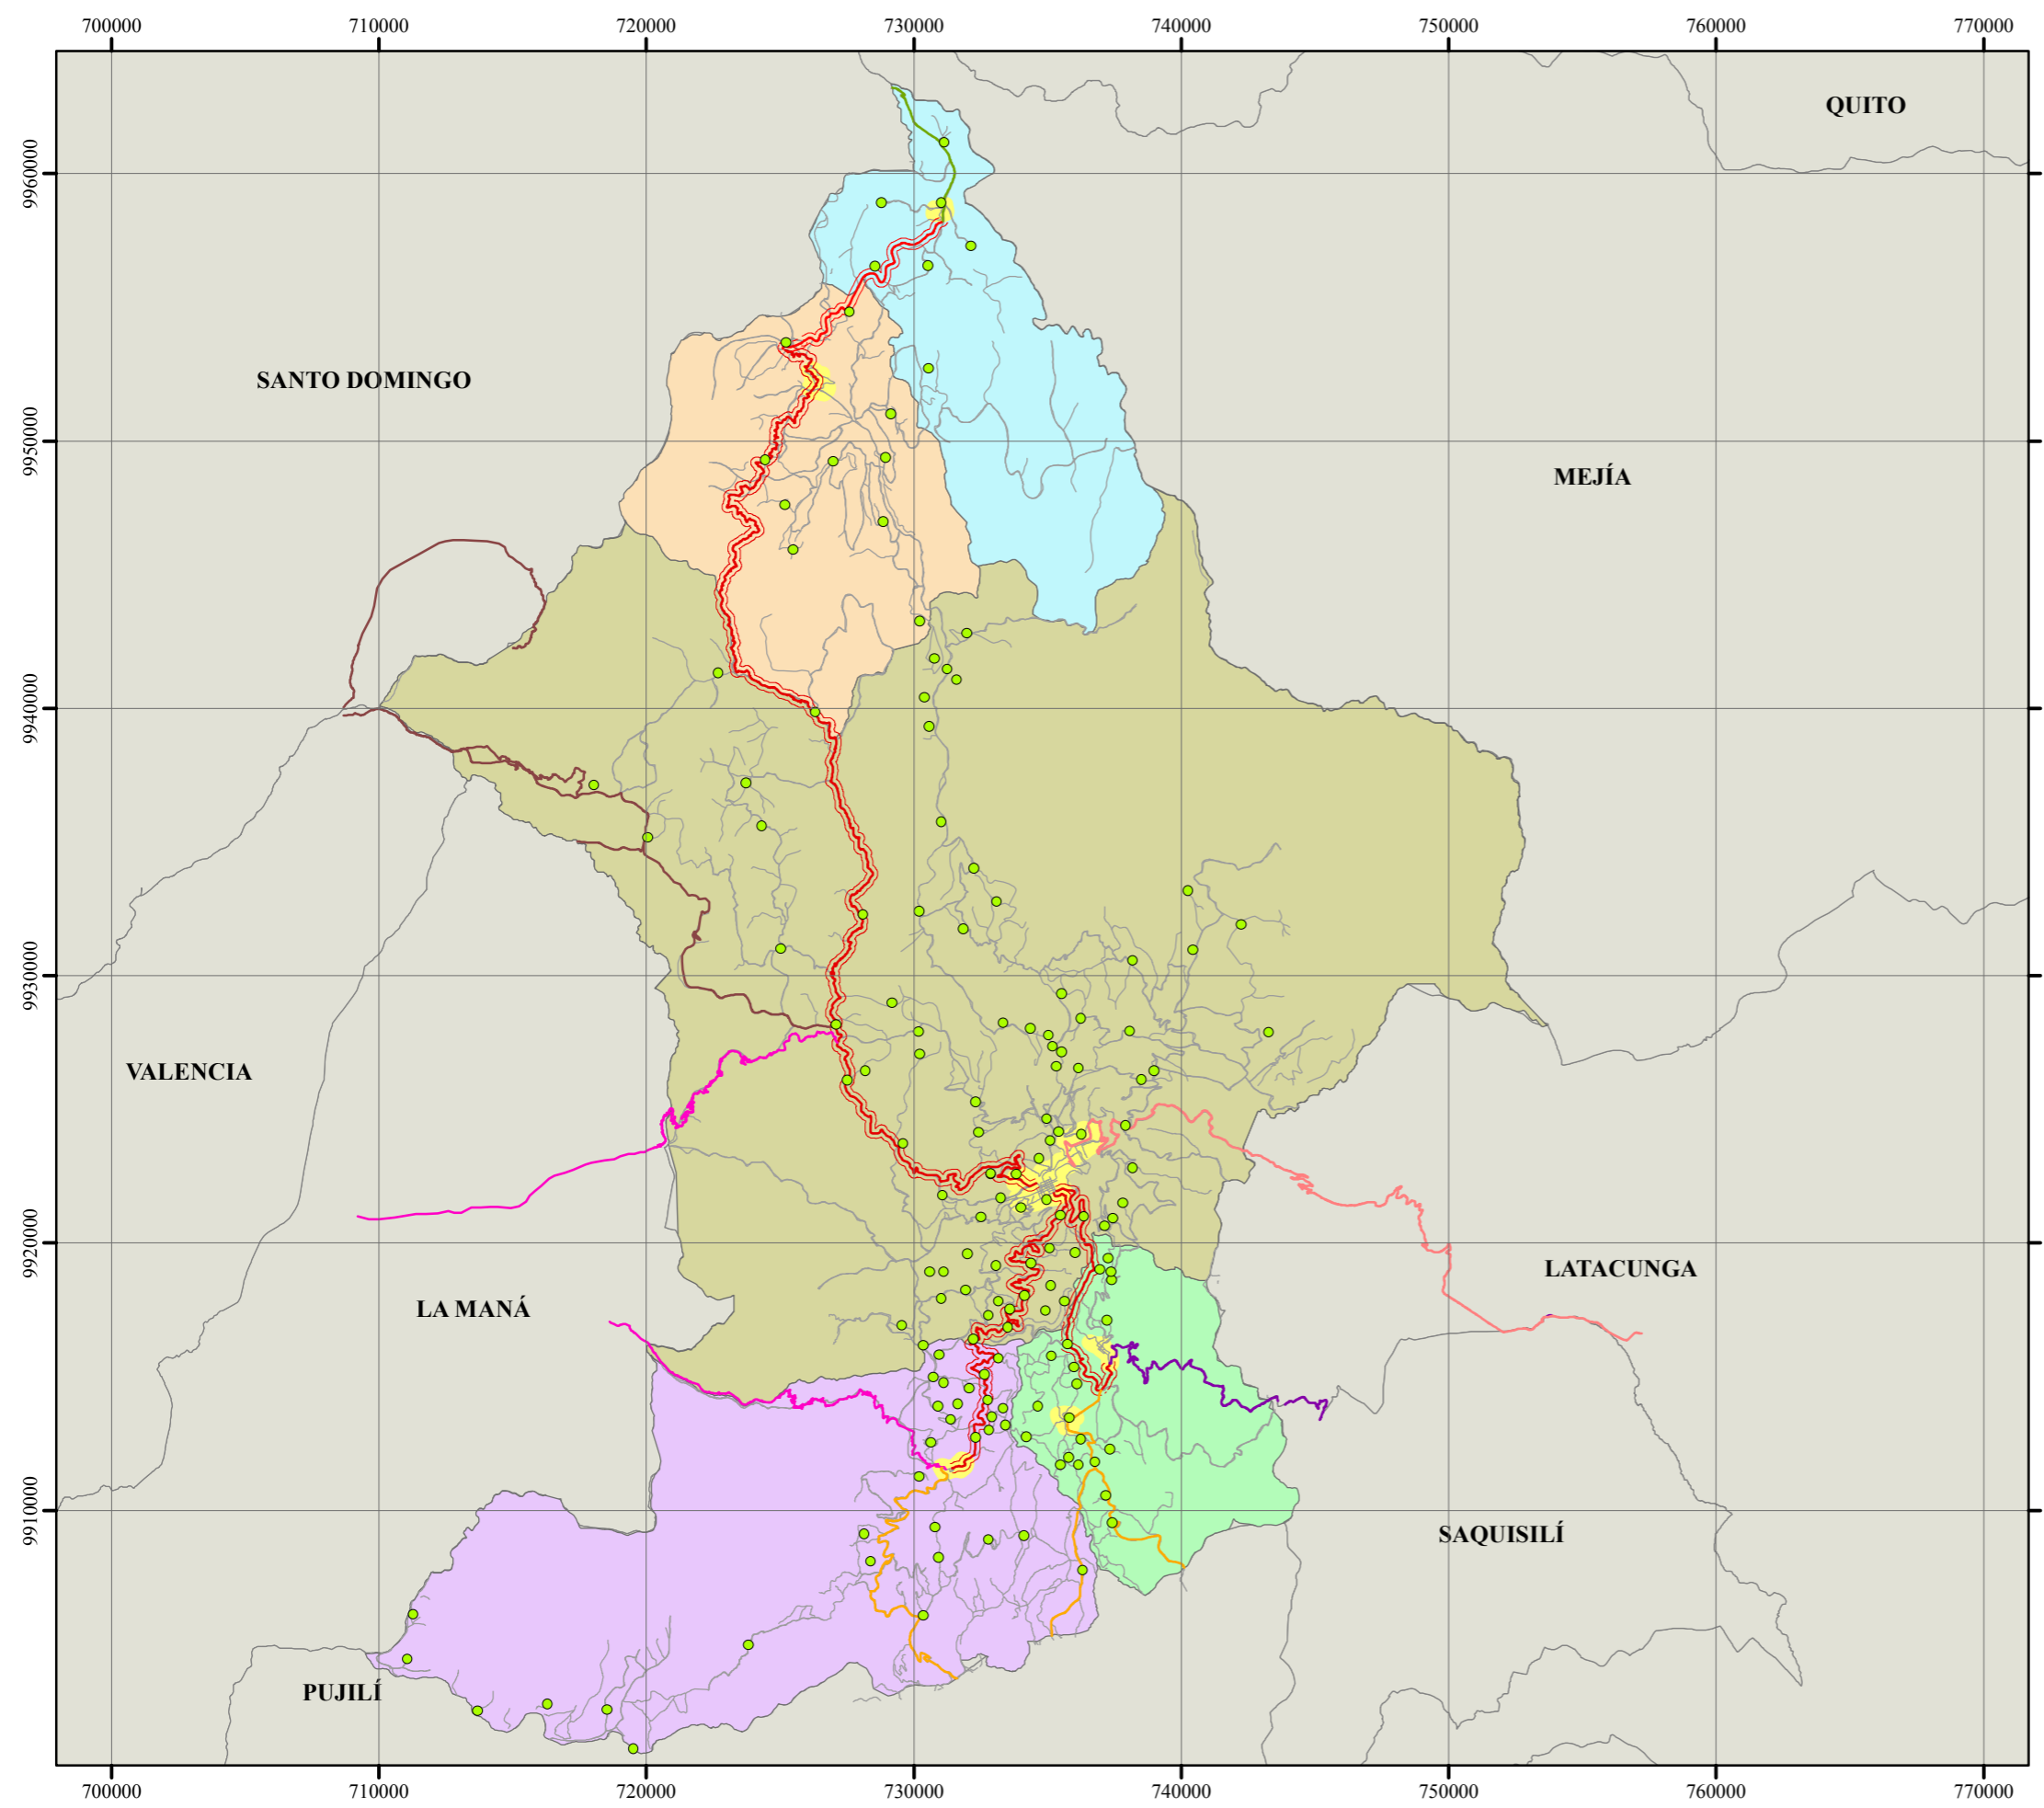 700000 710000 720000 730000 740000 750000 760000 770000
QUITO
9960000
SANTO DOMINGO
9950000
MEJÍA
9940000
9930000
VALENCIA
9920000
LATACUNGA
LA MANÁ
9910000
SAQUISILÍ
PUJILÍ
700000 710000 720000 730000 740000 750000 760000 770000